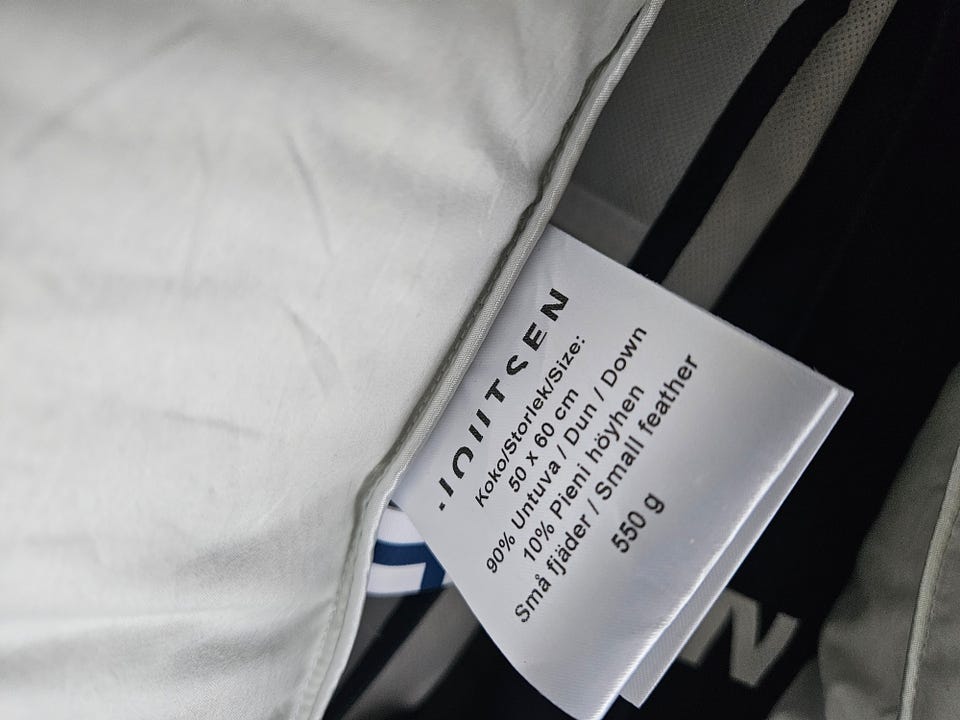 JOUTSEN
Koko/Storlek/Size:
50 x 60 cm
90% Untuva / Dun / Down
10% Pieni höyhen
Små fjäder / Small feather
550 g